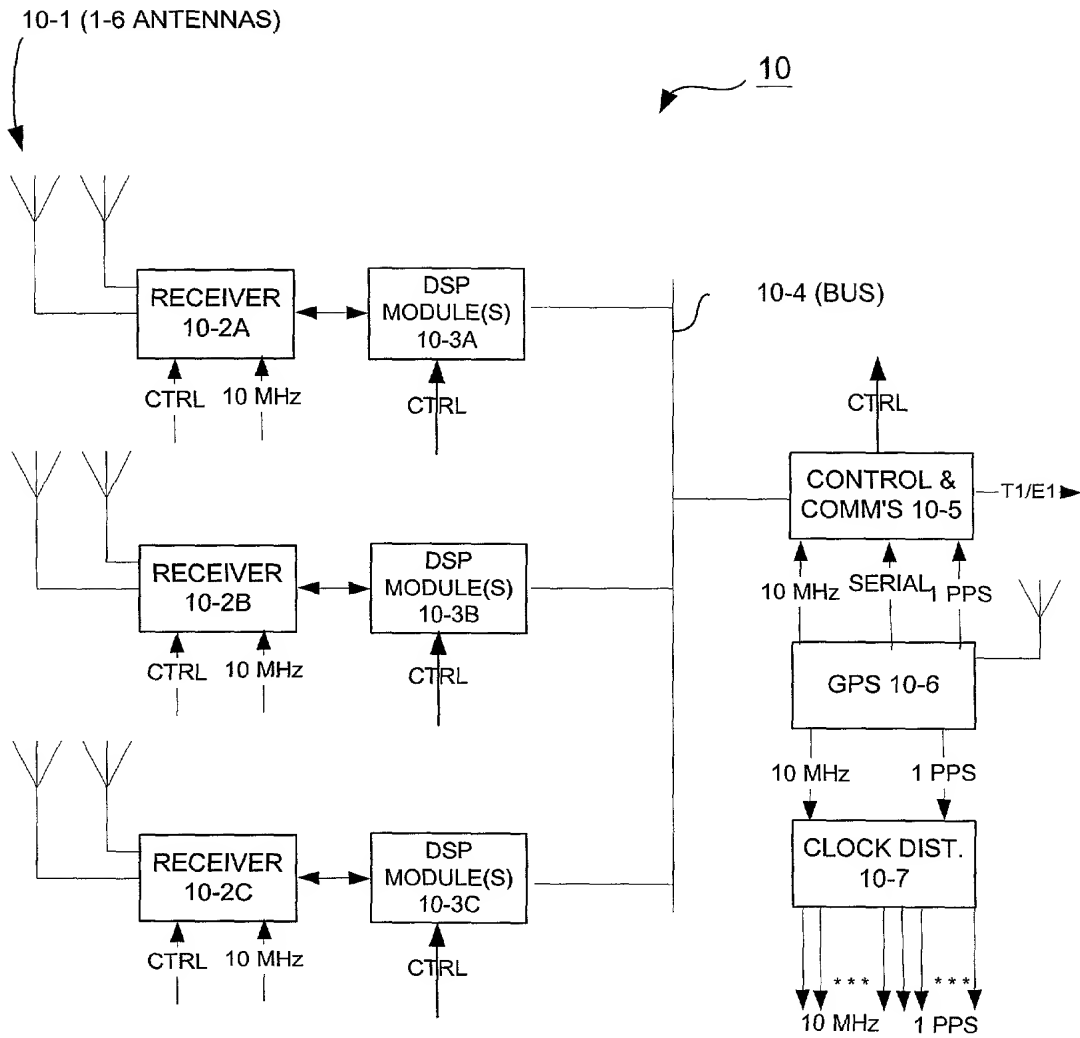 10-1 (1-6 ANTENNAS)
10
RECEIVER
10-2A
DSP
MODULE(S)
10-3A
10-4 (BUS)
CTRL
10 MHz
CTRL
CTRL
CONTROL &
COMM'S 10-5
T1/E1
RECEIVER
10-2B
DSP
MODULE(S)
10-3B
10 MHz
SERIAL
1 PPS
CTRL
10 MHz
CTRL
GPS 10-6
10 MHz
1 PPS
RECEIVER
10-2C
DSP
MODULE(S)
10-3C
CLOCK DIST.
10-7
CTRL
10 MHz
CTRL
* * *
* * *
10 MHz
1 PPS